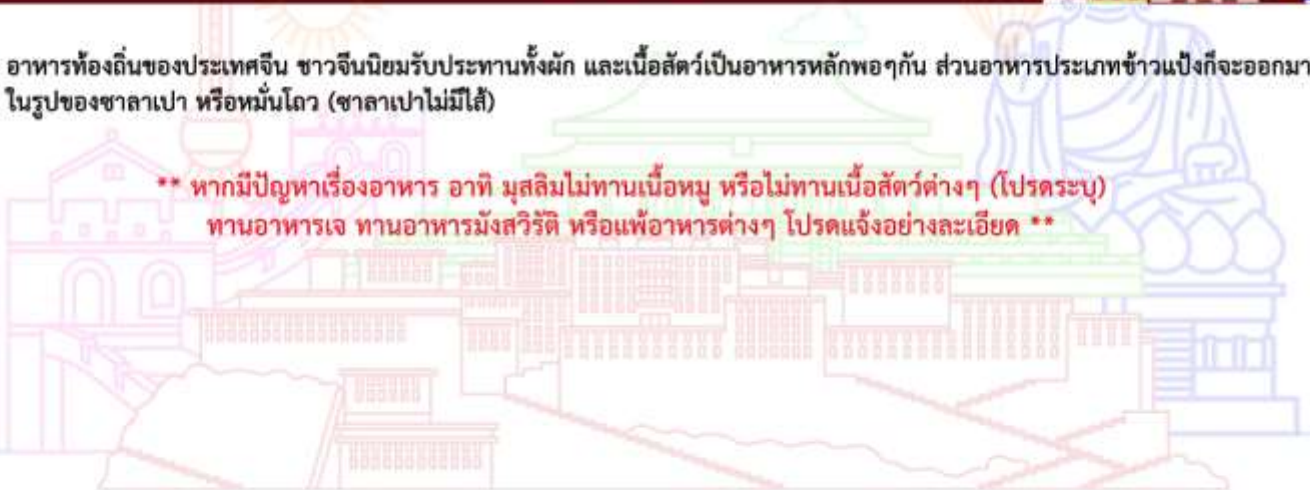 อาหารท้องถิ่นของประเทศจีน ชาวจีนนิยมรับประทานทั้งผัก และเนื้อสัตว์เป็นอาหารหลักพอๆกัน ส่วนอาหารประเภทข้าวแป้งก็จะออกมา
ในรูปของซาลาเปา หรือหมั่นโถว (ซาลาเปาไม่มีไส้)
** หากมีปัญหาเรื่องอาหาร อาทิ มุสลิมไม่ทานเนื้อหมู หรือไม่ทานเนื้อสัตว์ต่างๆ (โปรดระบุ)
ทานอาหารเจ ทานอาหารมังสวิรัติ หรือแพ้อาหารต่างๆ โปรดแจ้งอย่างละเอียด **